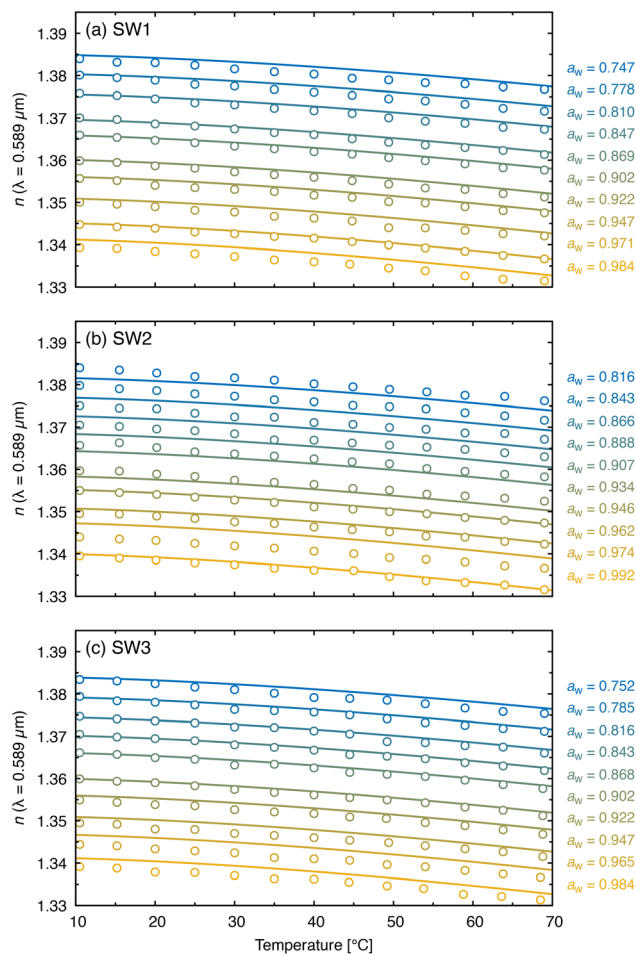 (a) SW1
1.39
1.38
1.37
1.36
1.35
1.34
1.33
n (λ = 0.589 µm)
a_w = 0.747
a_w = 0.778
a_w = 0.810
a_w = 0.847
a_w = 0.869
a_w = 0.902
a_w = 0.922
a_w = 0.947
a_w = 0.971
a_w = 0.984
(b) SW2
1.39
1.38
1.37
1.36
1.35
1.34
1.33
n (λ = 0.589 µm)
a_w = 0.816
a_w = 0.843
a_w = 0.866
a_w = 0.888
a_w = 0.907
a_w = 0.934
a_w = 0.946
a_w = 0.962
a_w = 0.974
a_w = 0.992
(c) SW3
1.39
1.38
1.37
1.36
1.35
1.34
1.33
n (λ = 0.589 µm)
a_w = 0.752
a_w = 0.785
a_w = 0.816
a_w = 0.843
a_w = 0.868
a_w = 0.902
a_w = 0.922
a_w = 0.947
a_w = 0.965
a_w = 0.984
10 20 30 40 50 60 70
Temperature [°C]